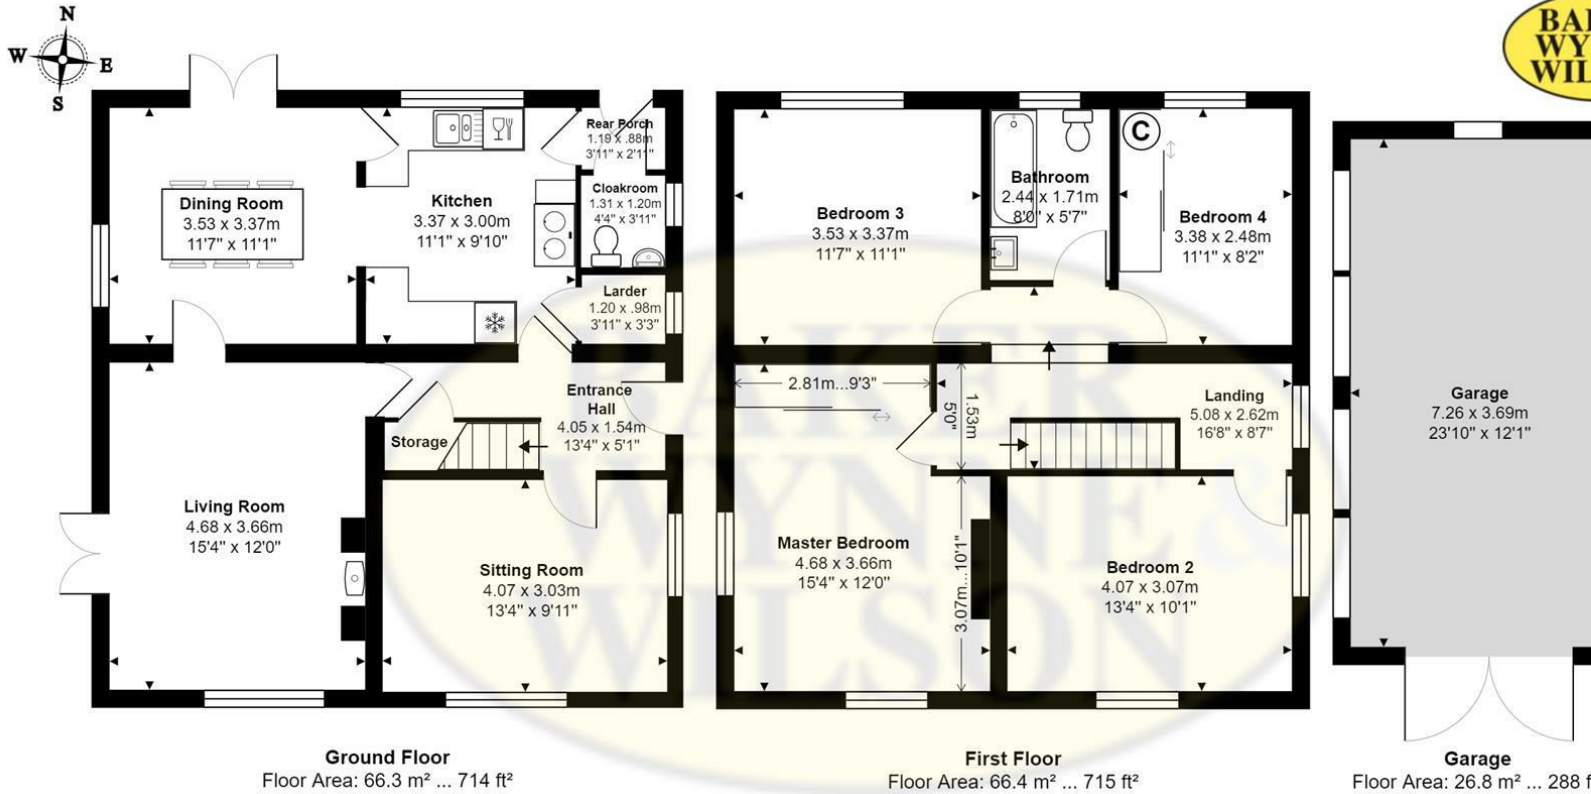 N
W
E
S
Dining Room
3.53 x 3.37m
11'7" x 11'1"
Kitchen
3.37 x 3.00m
11'1" x 9'10"
Rear Porch
1.19 x .88m
3'11" x 2'11"
Cloakroom
1.31 x 1.20m
4'4" x 3'11"
Larder
1.20 x .98m
3'11" x 3'3"
Entrance
Hall
4.05 x 1.54m
13'4" x 5'1"
Storage
Living Room
4.68 x 3.66m
15'4" x 12'0"
Sitting Room
4.07 x 3.03m
13'4" x 9'11"
Ground Floor
Floor Area: 66.3 m² ... 714 ft²
Bedroom 3
3.53 x 3.37m
11'7" x 11'1"
Bathroom
2.44 x 1.71m
8'0" x 5'7"
C
Bedroom 4
3.38 x 2.48m
11'1" x 8'2"
2.81m...9'3"
1.53m
5'0"
Landing
5.08 x 2.62m
16'8" x 8'7"
Master Bedroom
4.68 x 3.66m
15'4" x 12'0"
3.07m...10'1"
Bedroom 2
4.07 x 3.07m
13'4" x 10'1"
First Floor
Floor Area: 66.4 m² ... 715 ft²
Garage
7.26 x 3.69m
23'10" x 12'1"
Garage
Floor Area: 26.8 m² ... 288 f
BAKER
WYNNE &
WILSON